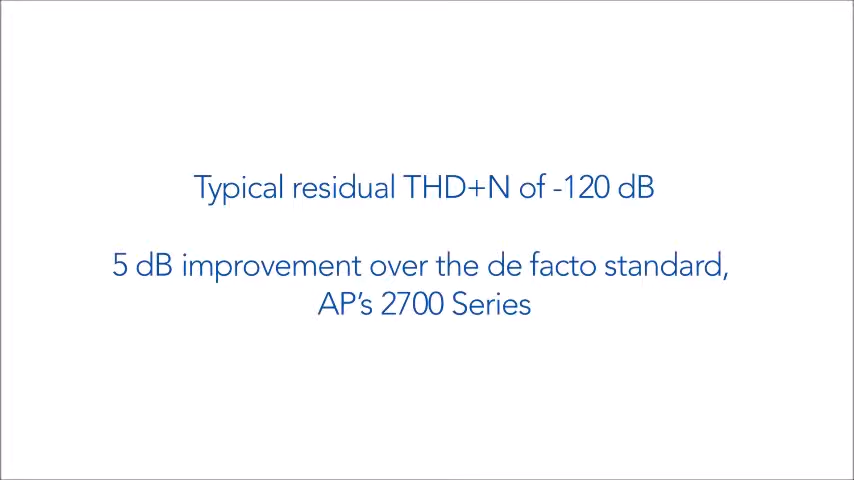 Typical residual THD+N of -120 dB
5 dB improvement over the de facto standard,
AP’s 2700 Series